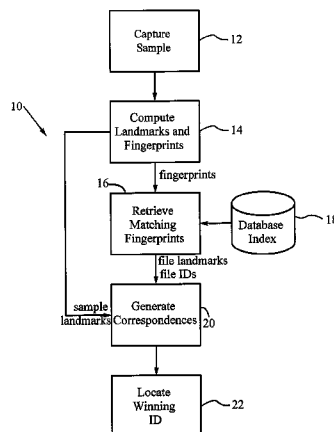 Capture
Sample
12
10
Compute
Landmarks and
Fingerprints
14
fingerprints
16
Retrieve
Matching
Fingerprints
Database
Index
18
file landmarks
file IDs
sample
landmarks
Generate
Correspondences
20
Locate
Winning
ID
22